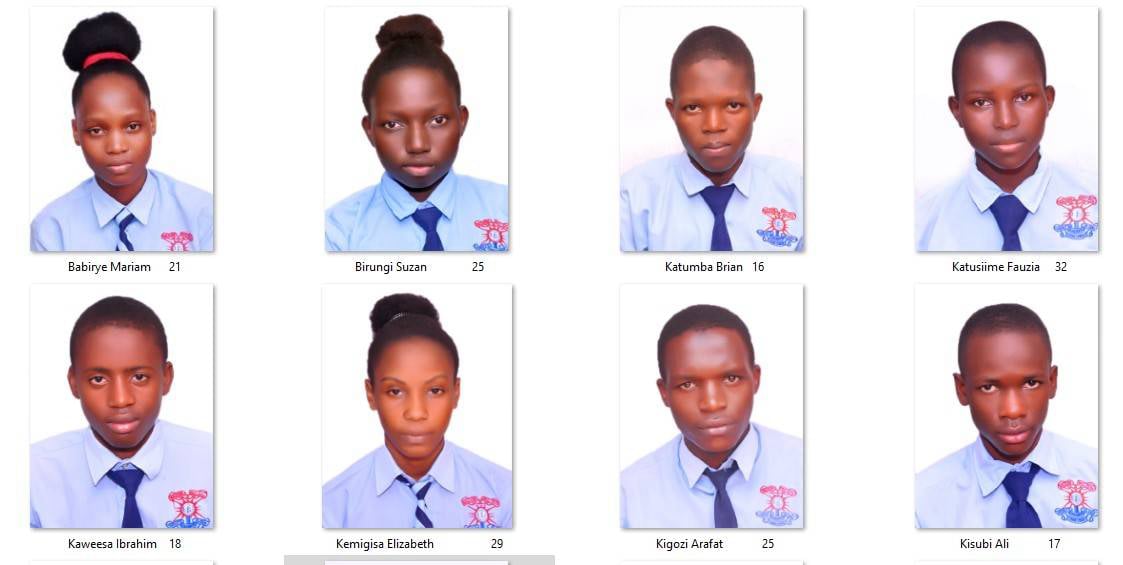 Babirye Mariam 21
Birungi Suzan 25
Katumba Brian 16
Katusiime Fauzia 32
Kaweesa Ibrahim 18
Kemigisa Elizabeth 29
Kigozi Arafat 25
Kisubi Ali 17